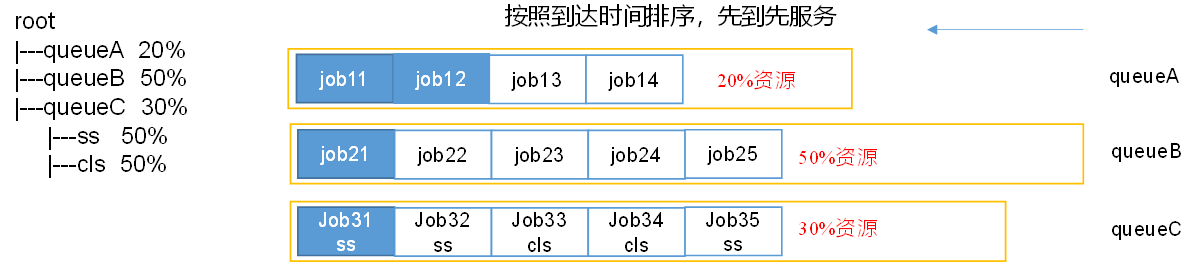 root
|---queueA 20%
|---queueB 50%
|---queueC 30%
|---ss 50%
|---cls 50%
按照到达时间排序，先到先服务
job11 job12 job13 job14 20%资源 queueA
job21 job22 job23 job24 job25 50%资源 queueB
Job31 Job32 Job33 Job34 Job35 30%资源 queueC
ss ss cls cls ss